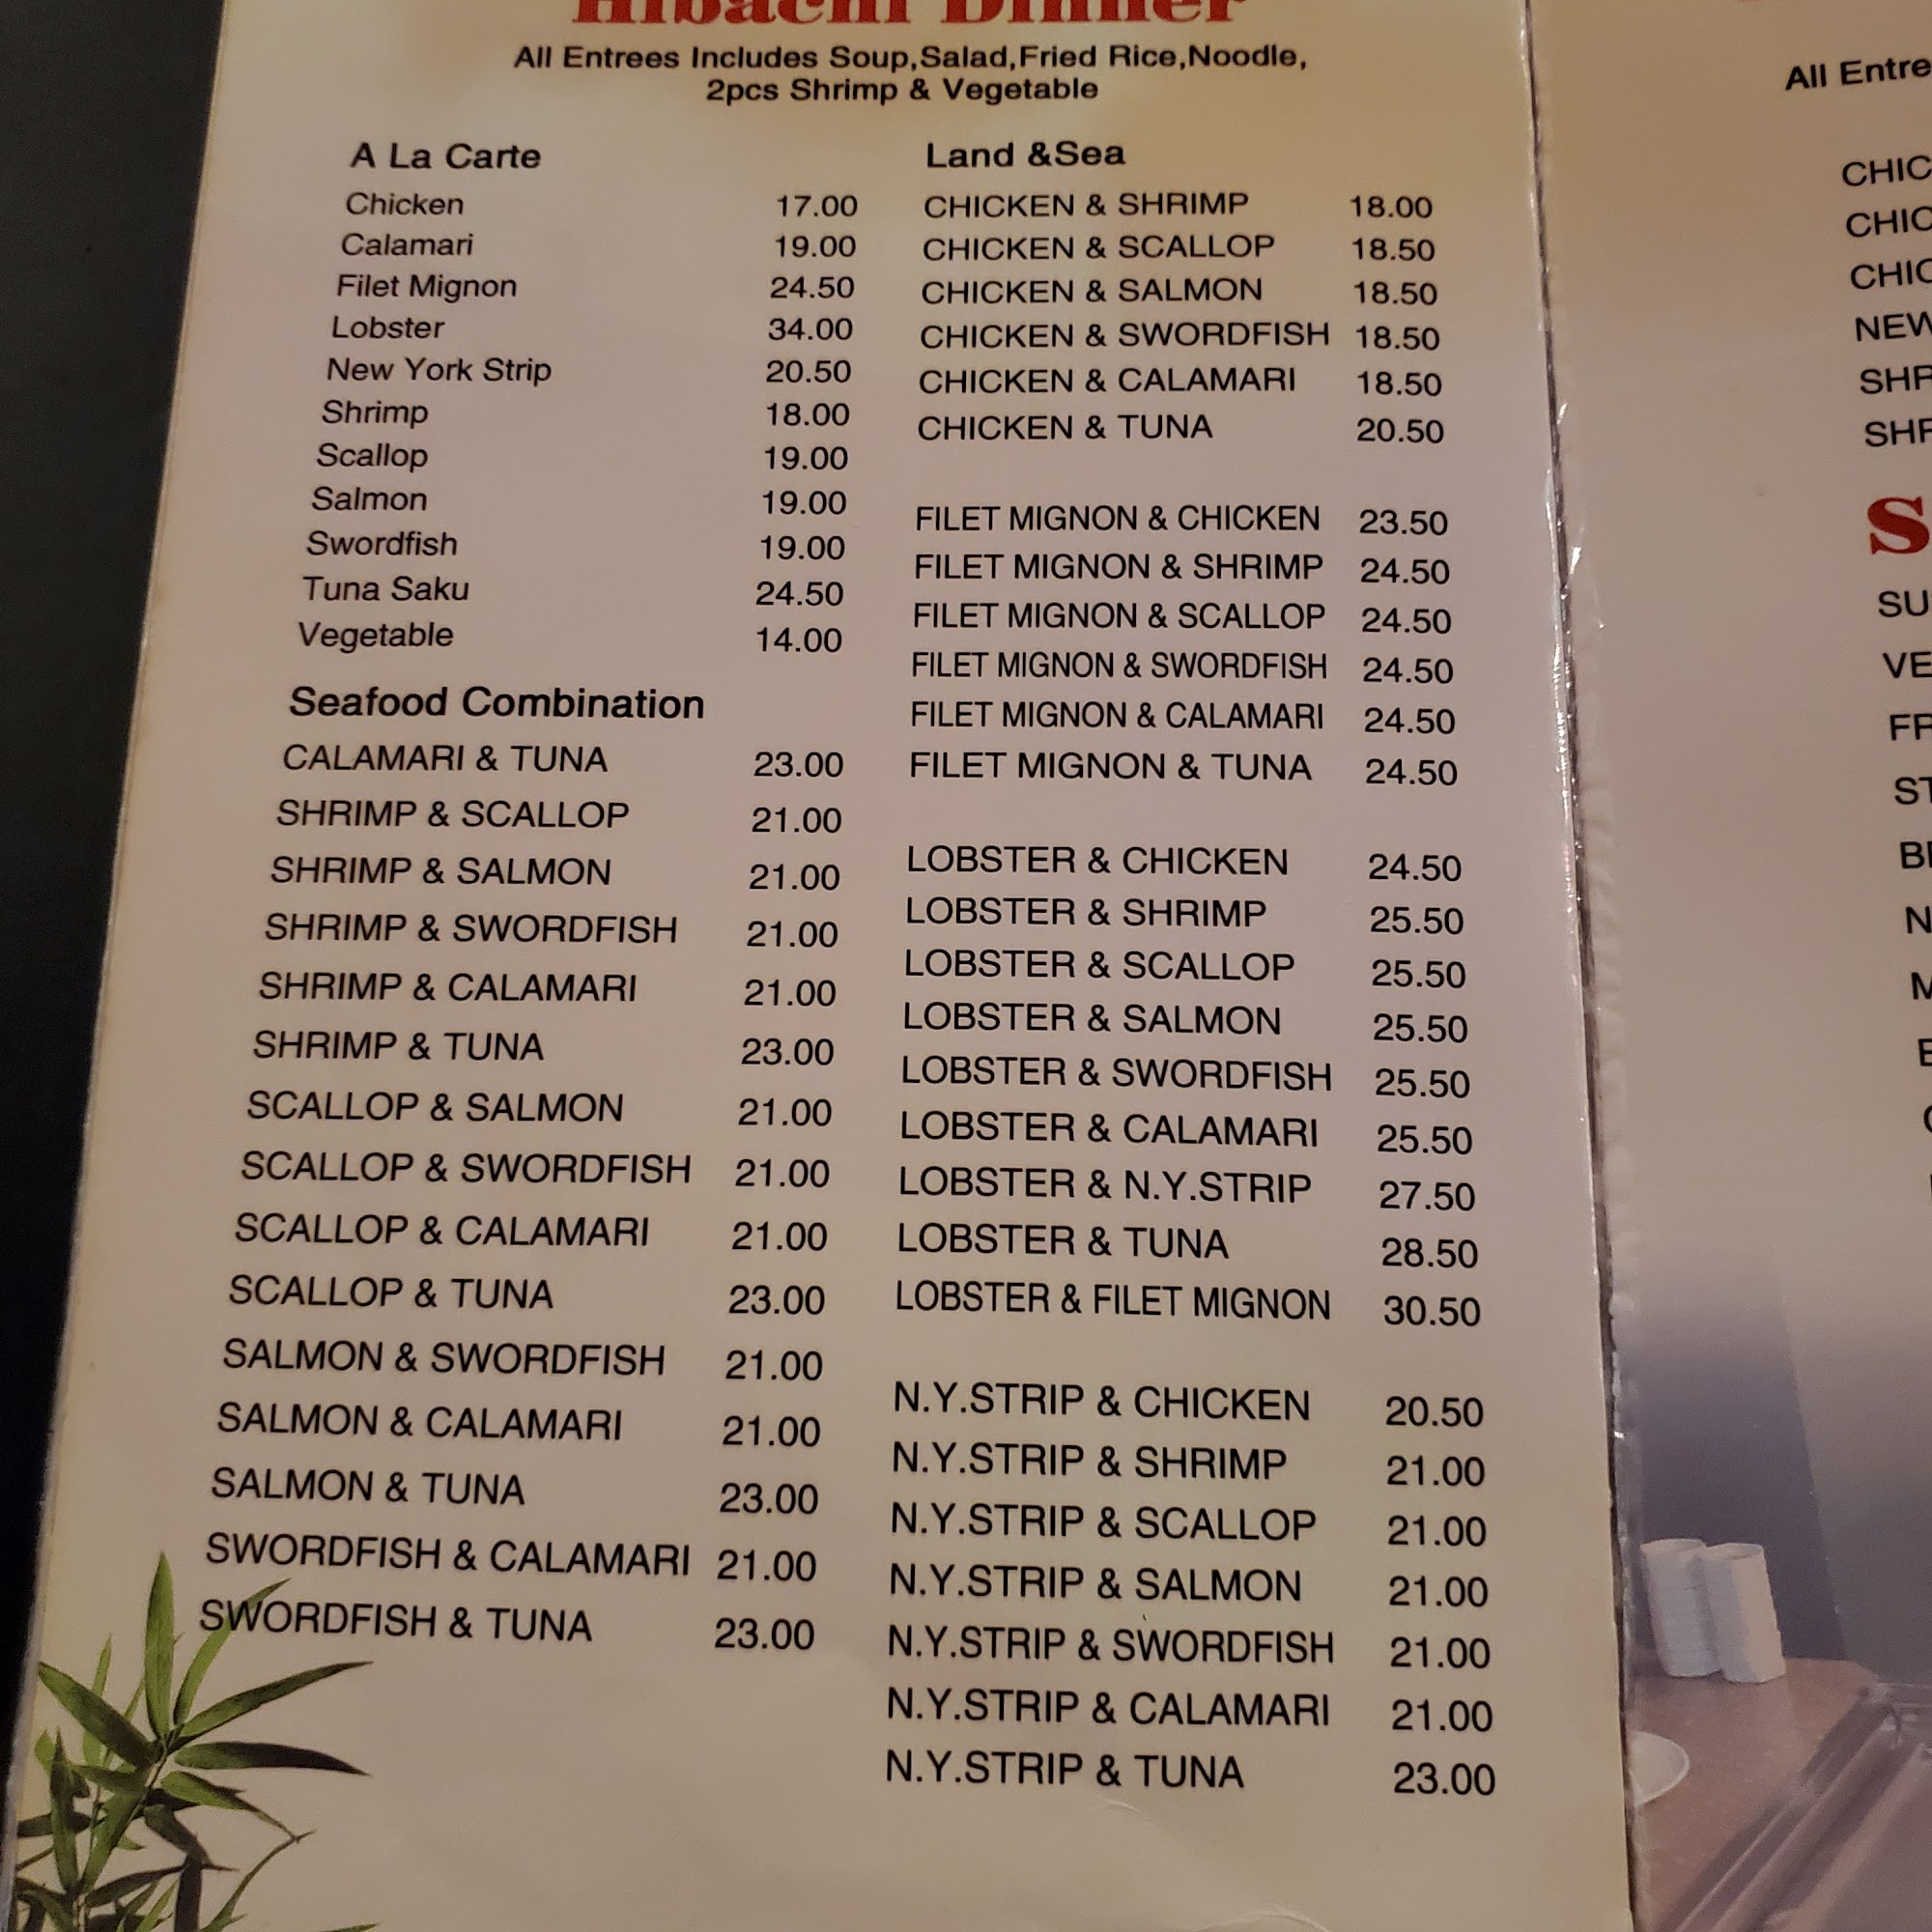 Hibachi Dinner
All Entrees Includes Soup,Salad,Fried Rice,Noodle,
2pcs Shrimp & Vegetable
A La Carte
Chicken 17.00
Calamari 19.00
Filet Mignon 24.50
Lobster 34.00
New York Strip 20.50
Shrimp 18.00
Scallop 19.00
Salmon 19.00
Swordfish 19.00
Tuna Saku 24.50
Vegetable 14.00
Seafood Combination
CALAMARI & TUNA 23.00
SHRIMP & SCALLOP 21.00
SHRIMP & SALMON 21.00
SHRIMP & SWORDFISH 21.00
SHRIMP & CALAMARI 21.00
SHRIMP & TUNA 23.00
SCALLOP & SALMON 21.00
SCALLOP & SWORDFISH 21.00
SCALLOP & CALAMARI 21.00
SCALLOP & TUNA 23.00
SALMON & SWORDFISH 21.00
SALMON & CALAMARI 21.00
SALMON & TUNA 23.00
SWORDFISH & CALAMARI 21.00
SWORDFISH & TUNA 23.00
Land &Sea
CHICKEN & SHRIMP 18.00
CHICKEN & SCALLOP 18.50
CHICKEN & SALMON 18.50
CHICKEN & SWORDFISH 18.50
CHICKEN & CALAMARI 18.50
CHICKEN & TUNA 20.50
FILET MIGNON & CHICKEN 23.50
FILET MIGNON & SHRIMP 24.50
FILET MIGNON & SCALLOP 24.50
FILET MIGNON & SWORDFISH 24.50
FILET MIGNON & CALAMARI 24.50
FILET MIGNON & TUNA 24.50
LOBSTER & CHICKEN 24.50
LOBSTER & SHRIMP 25.50
LOBSTER & SCALLOP 25.50
LOBSTER & SALMON 25.50
LOBSTER & SWORDFISH 25.50
LOBSTER & CALAMARI 25.50
LOBSTER & N.Y.STRIP 27.50
LOBSTER & TUNA 28.50
LOBSTER & FILET MIGNON 30.50
N.Y.STRIP & CHICKEN 20.50
N.Y.STRIP & SHRIMP 21.00
N.Y.STRIP & SCALLOP 21.00
N.Y.STRIP & SALMON 21.00
N.Y.STRIP & SWORDFISH 21.00
N.Y.STRIP & CALAMARI 21.00
N.Y.STRIP & TUNA 23.00
All